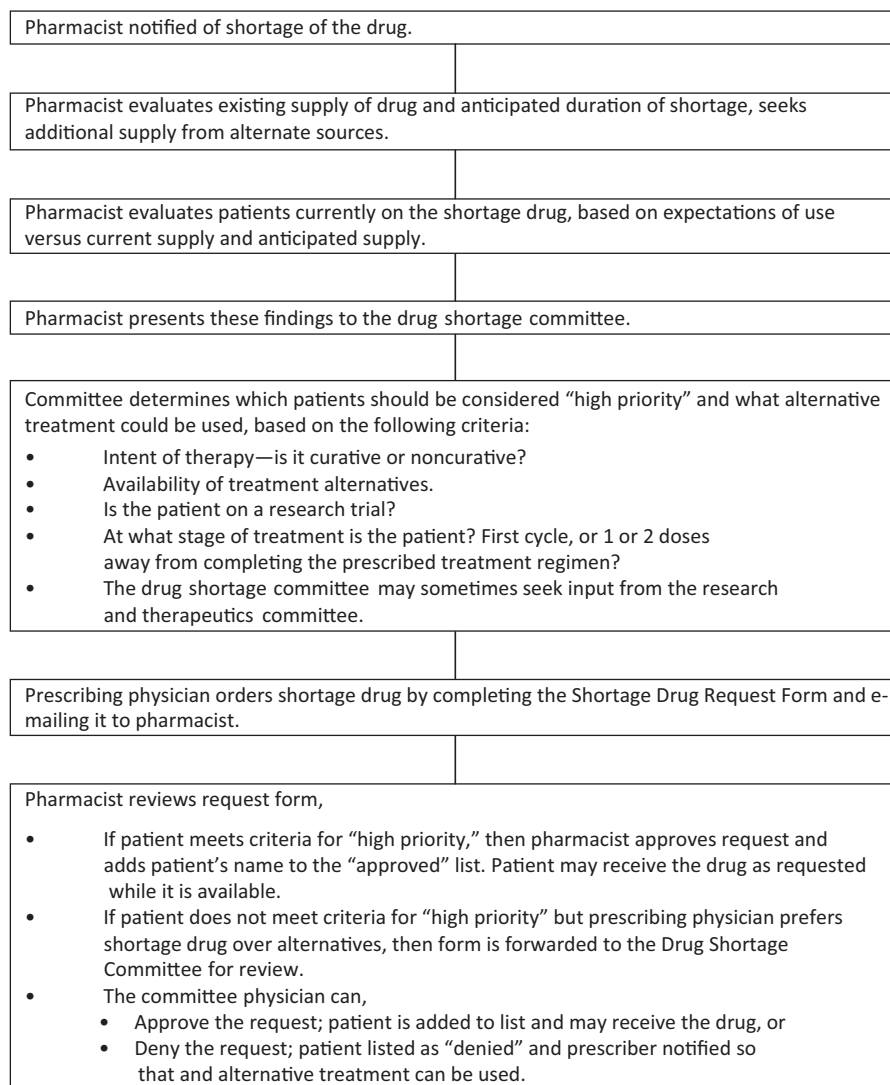 Pharmacist notified of shortage of the drug.
Pharmacist evaluates existing supply of drug and anticipated duration of shortage, seeks
additional supply from alternate sources.
Pharmacist evaluates patients currently on the shortage drug, based on expectations of use
versus current supply and anticipated supply.
Pharmacist presents these findings to the drug shortage committee.
Committee determines which patients should be considered “high priority” and what alternative
treatment could be used, based on the following criteria:
• Intent of therapy—is it curative or noncurative?
• Availability of treatment alternatives.
• Is the patient on a research trial?
• At what stage of treatment is the patient? First cycle, or 1 or 2 doses
away from completing the prescribed treatment regimen?
• The drug shortage committee may sometimes seek input from the research
and therapeutics committee.
Prescribing physician orders shortage drug by completing the Shortage Drug Request Form and e-
mailing it to pharmacist.
Pharmacist reviews request form,
• If patient meets criteria for “high priority,” then pharmacist approves request and
adds patient’s name to the “approved” list. Patient may receive the drug as requested
while it is available.
• If patient does not meet criteria for “high priority” but prescribing physician prefers
shortage drug over alternatives, then form is forwarded to the Drug Shortage
Committee for review.
• The committee physician can,
• Approve the request; patient is added to list and may receive the drug, or
• Deny the request; patient listed as “denied” and prescriber notified so
that and alternative treatment can be used.